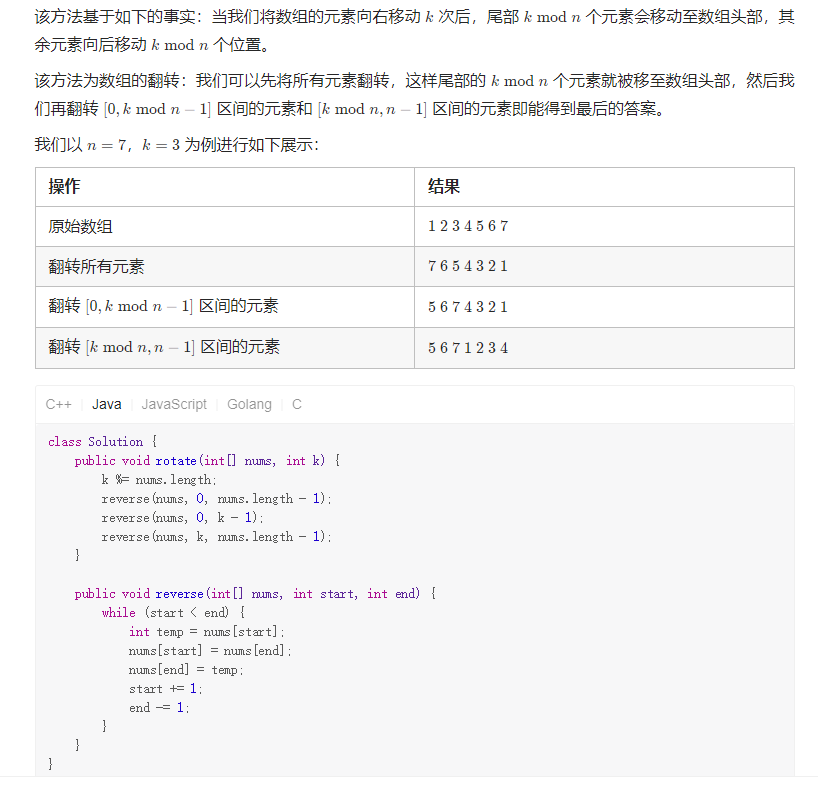 该方法基于如下的事实：当我们将数组的元素向右移动 k 次后，尾部 k mod n 个元素会移动至数组头部，其
余元素向后移动 k mod n 个位置。
该方法为数组的翻转：我们可以先将所有元素翻转，这样尾部的 k mod n 个元素就被移至数组头部，然后我
们再翻转 [0, k mod n − 1] 区间的元素和 [k mod n, n − 1] 区间的元素即能得到最后的答案。
我们以 n = 7，k = 3 为例进行如下展示：
操作 结果
原始数组 1 2 3 4 5 6 7
翻转所有元素 7 6 5 4 3 2 1
翻转 [0, k mod n − 1] 区间的元素 5 6 7 4 3 2 1
翻转 [k mod n, n − 1] 区间的元素 5 6 7 1 2 3 4
C++ Java JavaScript Golang C
class Solution {
    public void rotate(int[] nums, int k) {
        k %= nums.length;
        reverse(nums, 0, nums.length - 1);
        reverse(nums, 0, k - 1);
        reverse(nums, k, nums.length - 1);
    }
    public void reverse(int[] nums, int start, int end) {
        while (start < end) {
            int temp = nums[start];
            nums[start] = nums[end];
            nums[end] = temp;
            start += 1;
            end -= 1;
        }
    }
}